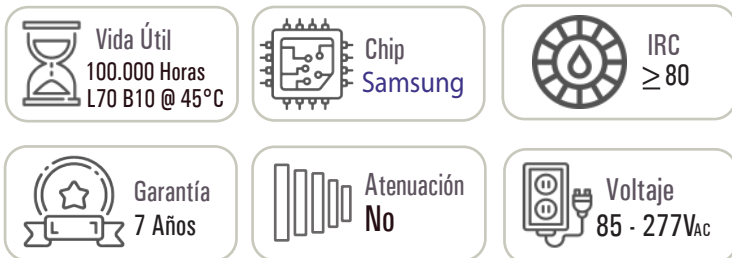 Vida Útil
100.000 Horas
L70 B10 @ 45°C
Chip
Samsung
IRC
≥80
Garantía
7 Años
Atenuación
No
Voltaje
85 - 277VAC